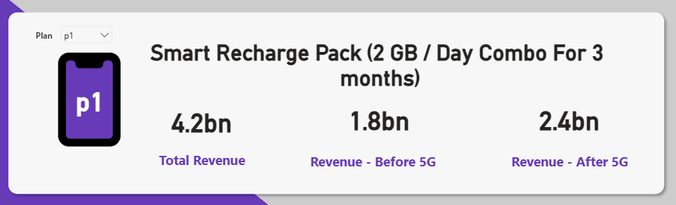 Plan p1
Smart Recharge Pack (2 GB / Day Combo For 3
months)
p1
4.2bn 1.8bn 2.4bn
Total Revenue Revenue - Before 5G Revenue - After 5G